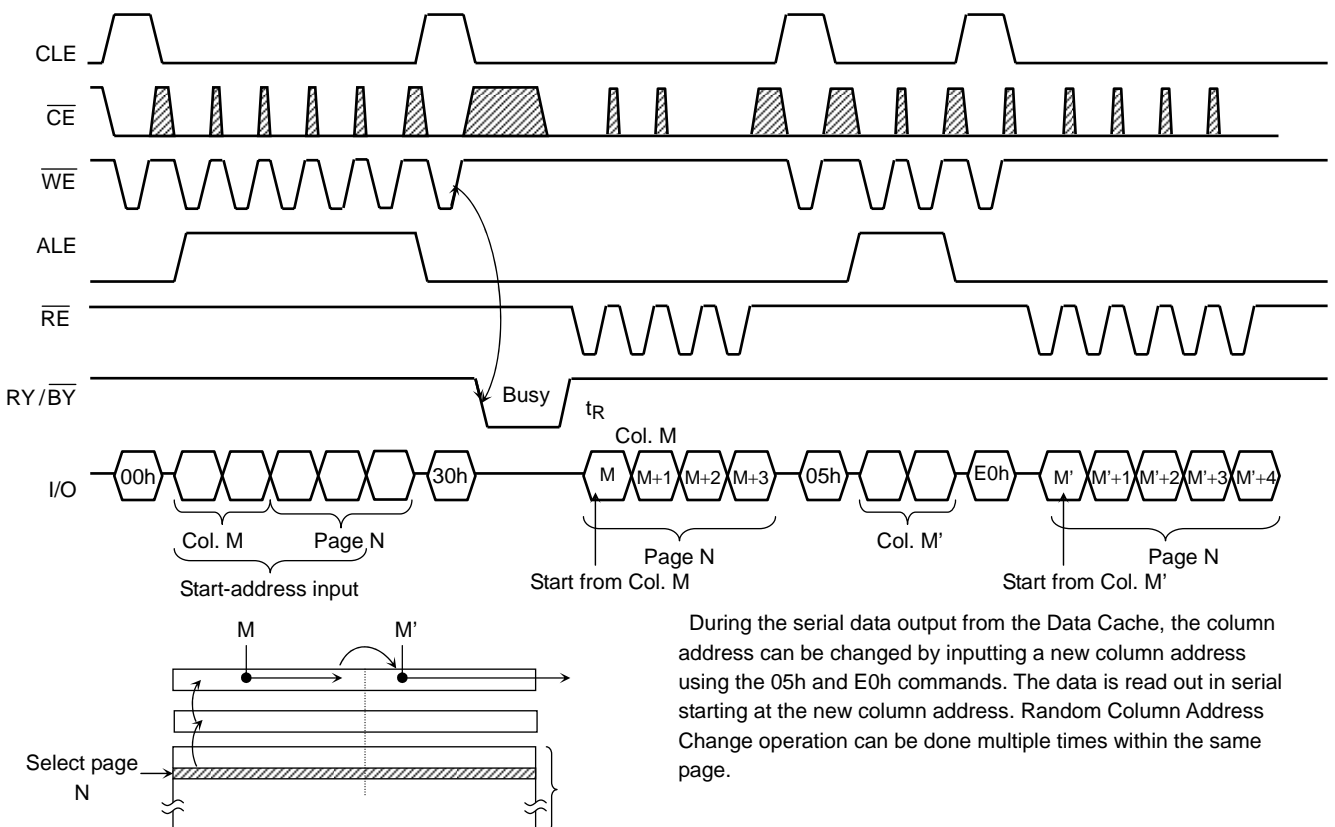 CLE
CE
WE
ALE
RE
RY/BY
Busy
tR
Col. M
I/O
00h
30h
M
M+1
M+2
M+3
05h
E0h
M'
M'+1
M'+2
M'+3
M'+4
Col. M
Page N
Page N
Col. M'
Page N
Start-address input
Start from Col. M
Start from Col. M'
M
M'
Select page
N
During the serial data output from the Data Cache, the column
address can be changed by inputting a new column address
using the 05h and E0h commands. The data is read out in serial
starting at the new column address. Random Column Address
Change operation can be done multiple times within the same
page.